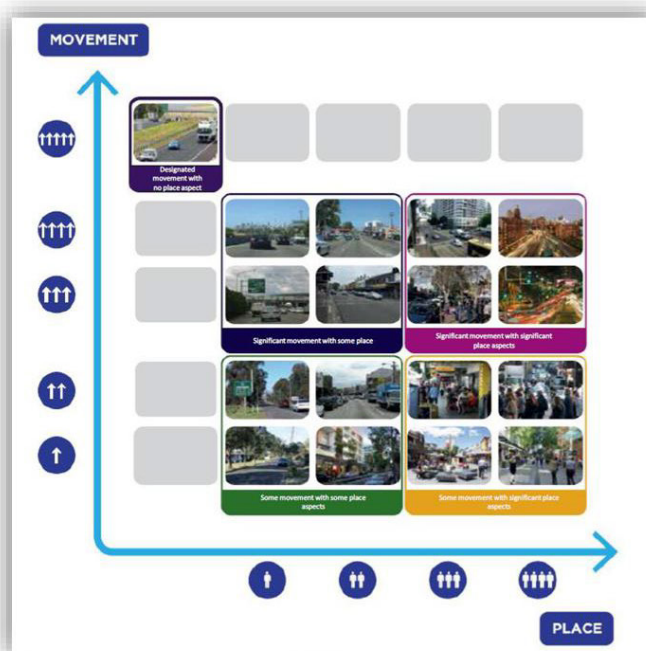 MOVEMENT
Designated
movement with
no place aspect
Significant movement with some place
Significant movement with significant
place aspects
Some movement with some place
aspects
Some movement with significant place
aspects
PLACE